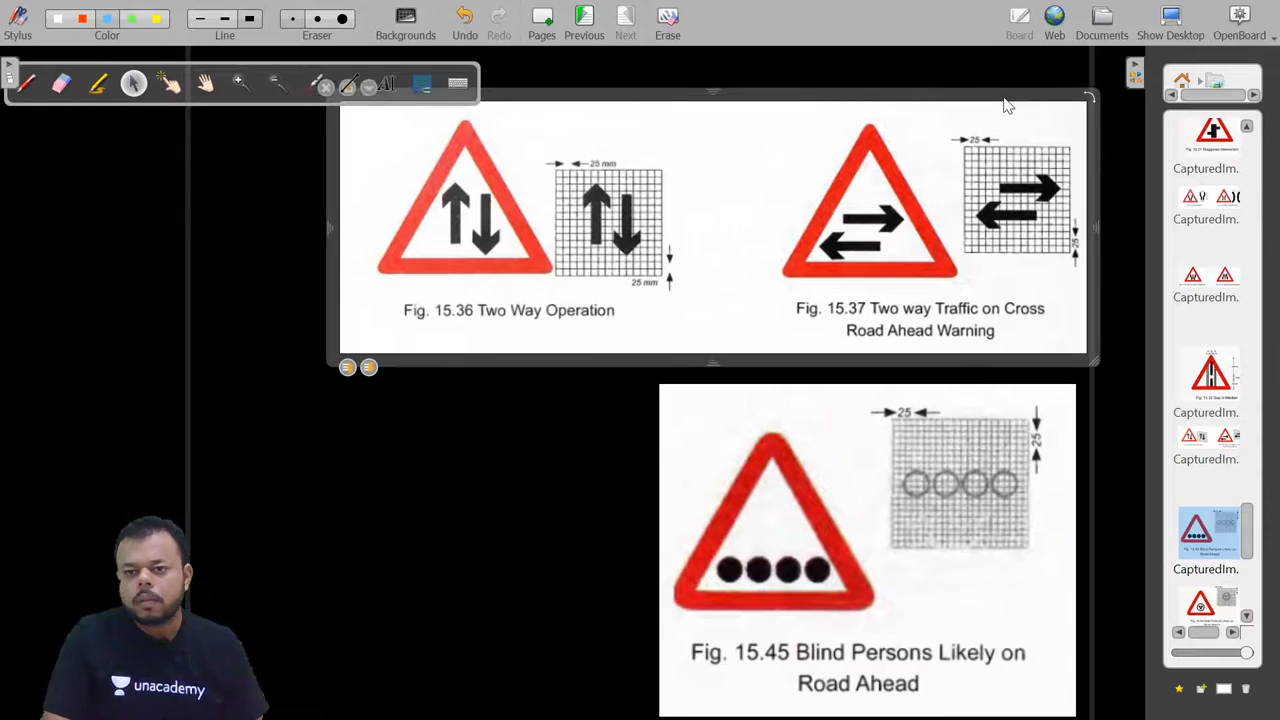 Stylus
Color
Line
Eraser
Backgrounds
Undo
Redo
Pages
Previous
Next
Erase
Board
Web
Documents
Show Desktop
OpenBoard
AI
25 mm
25 mm
Fig. 15.36 Two Way Operation
25
25
Fig. 15.37 Two way Traffic on Cross
Road Ahead Warning
25
25
Fig. 15.45 Blind Persons Likely on
Road Ahead
unacademy
CapturedIm.
CapturedIm.
CapturedIm.
CapturedIm.
CapturedIm.